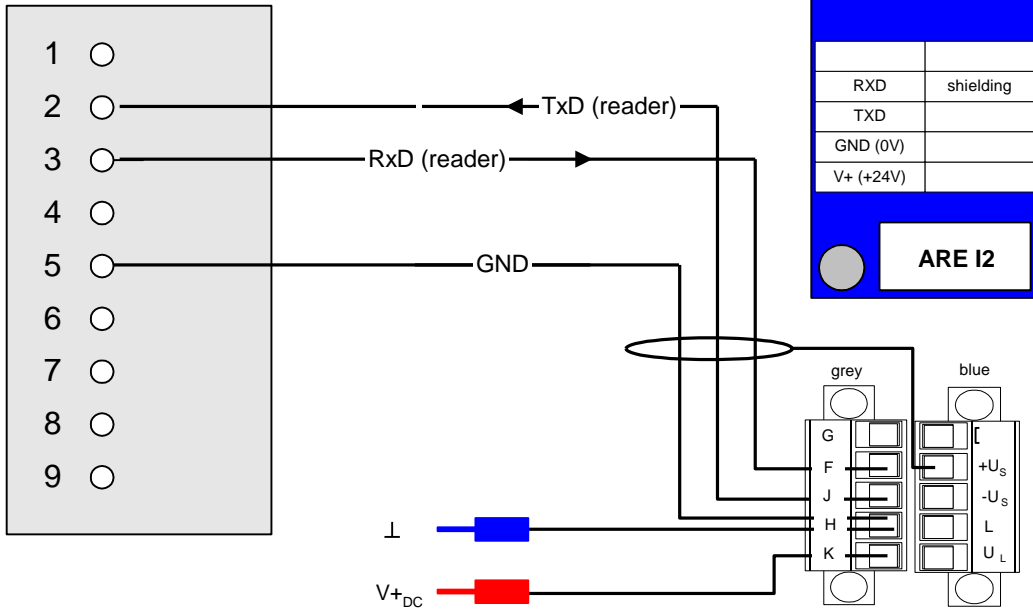 1
2
3
4
5
6
7
8
9
TxD (reader)
RxD (reader)
GND
⊥
V+DC
RXD shielding
TXD
GND (0V)
V+ (+24V)
ARE I2
grey blue
G [
F +US
J -US
H L
K UL